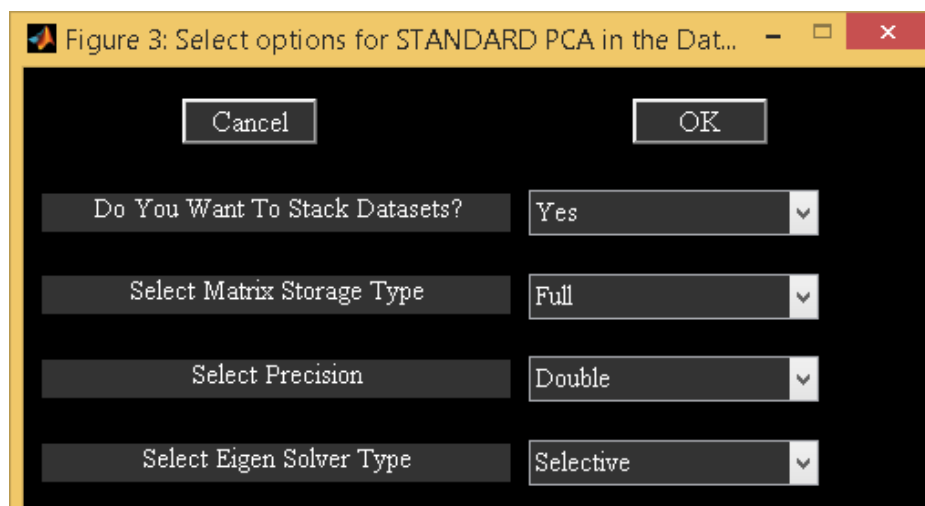 Figure 3: Select options for STANDARD PCA in the Dat...
Cancel OK
Do You Want To Stack Datasets? Yes
Select Matrix Storage Type Full
Select Precision Double
Select Eigen Solver Type Selective